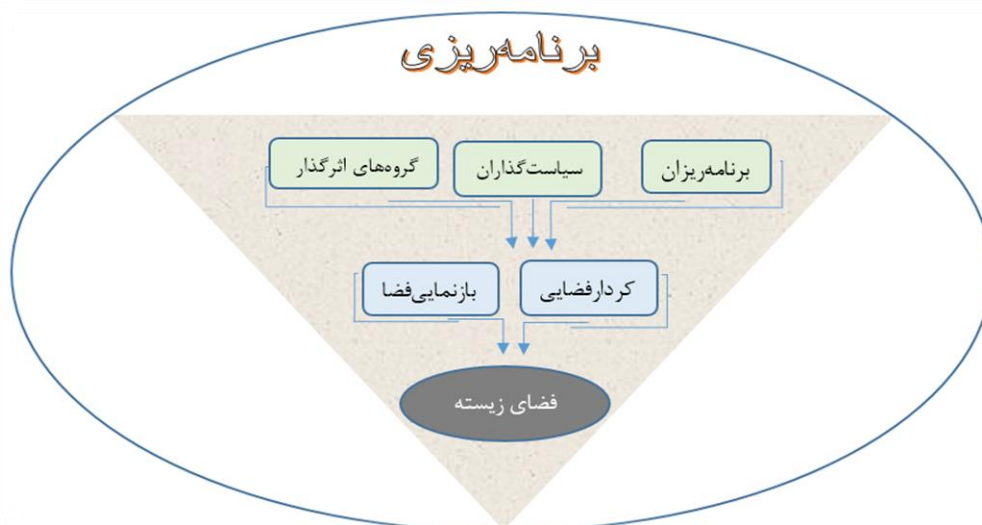 برنامه‌ریزی
برنامه‌ریزان
سیاست‌گذاران
گروه‌های اثرگذار
کردارفضایی
بازنمایی‌فضا
فضای زیسته